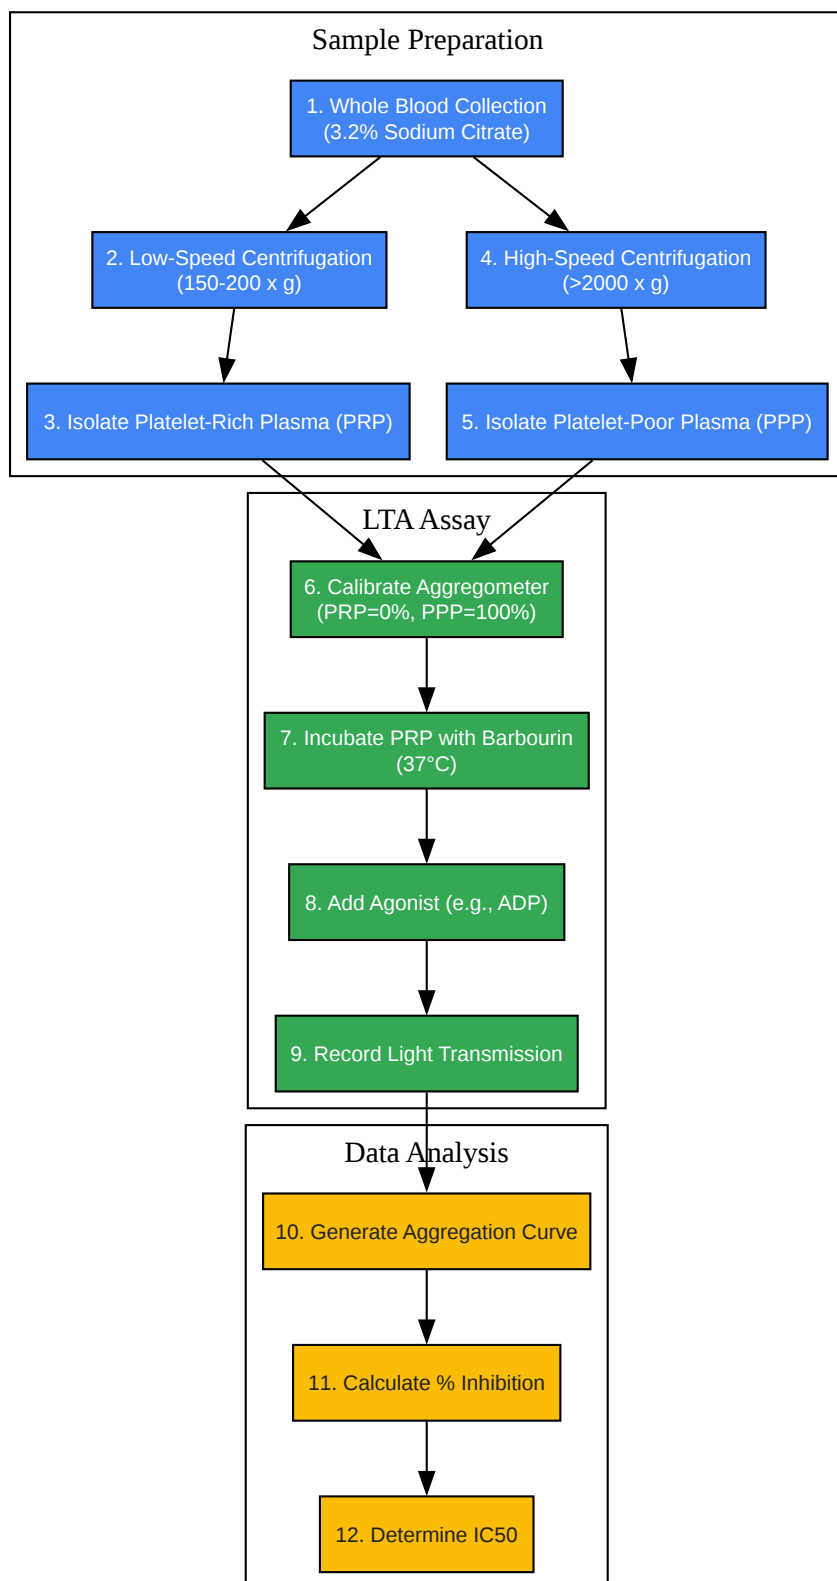 Sample Preparation
1. Whole Blood Collection
(3.2% Sodium Citrate)
2. Low-Speed Centrifugation
(150-200 x g)
4. High-Speed Centrifugation
(>2000 x g)
3. Isolate Platelet-Rich Plasma (PRP)
5. Isolate Platelet-Poor Plasma (PPP)
LTA Assay
6. Calibrate Aggregometer
(PRP=0%, PPP=100%)
7. Incubate PRP with Barbourin
(37°C)
8. Add Agonist (e.g., ADP)
9. Record Light Transmission
Data Analysis
10. Generate Aggregation Curve
11. Calculate % Inhibition
12. Determine IC50